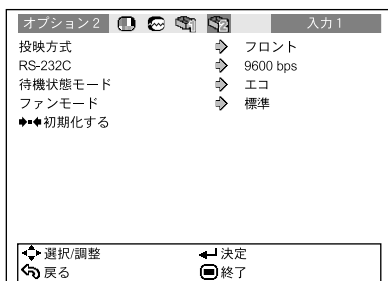 オプション2 入力1
投映方式 フロント
RS-232C 9600 bps
待機状態モード エコ
ファンモード 標準
初期化する
選択/調整 決定
戻る 終了